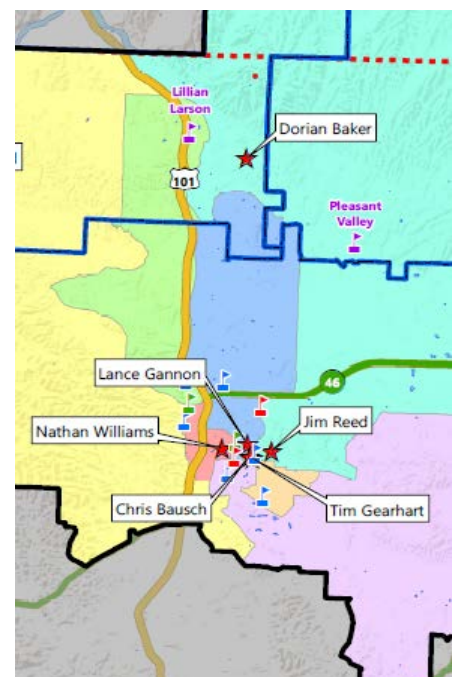 Lillian
Larson
Dorian Baker
101
Pleasant
Valley
Lance Gannon
46
Nathan Williams
Jim Reed
Chris Bausch
Tim Gearhart